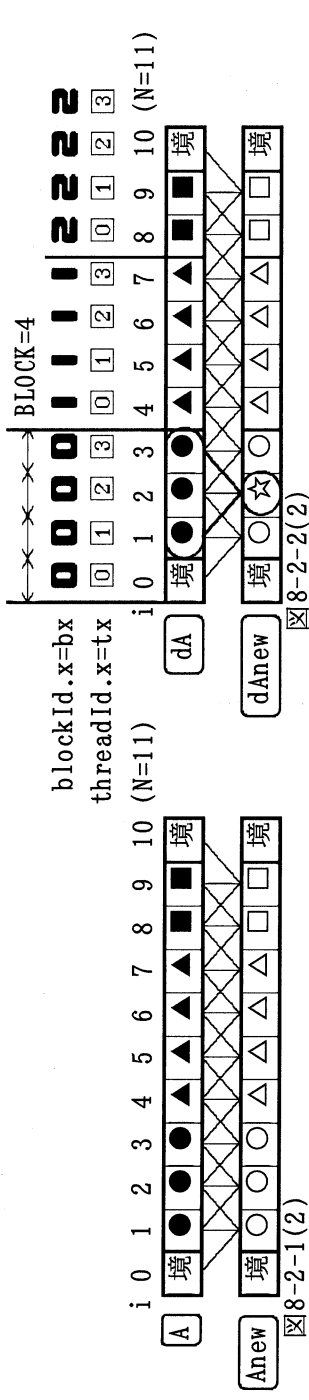 i 0 1 2 3 4 5 6 7 8 9 10 (N=11)
A 境 ● ● ● ▲ ▲ ▲ ▲ ■ ■ 境
Anew 境 ○ ○ ○ △ △ △ △ □ □ 境
図8-2-1(2)
BLOCK=4
blockId.x=bx 0 0 0 0 1 1 1 1 2 2 2 2
threadId.x=tx 0 1 2 3 0 1 2 3 0 1 2 3
i 0 1 2 3 4 5 6 7 8 9 10 (N=11)
dA 境 ● ● ● ▲ ▲ ▲ ▲ ■ ■ 境
dAnew 境 ○ ☆ ○ △ △ △ △ □ □ 境
図8-2-2(2)